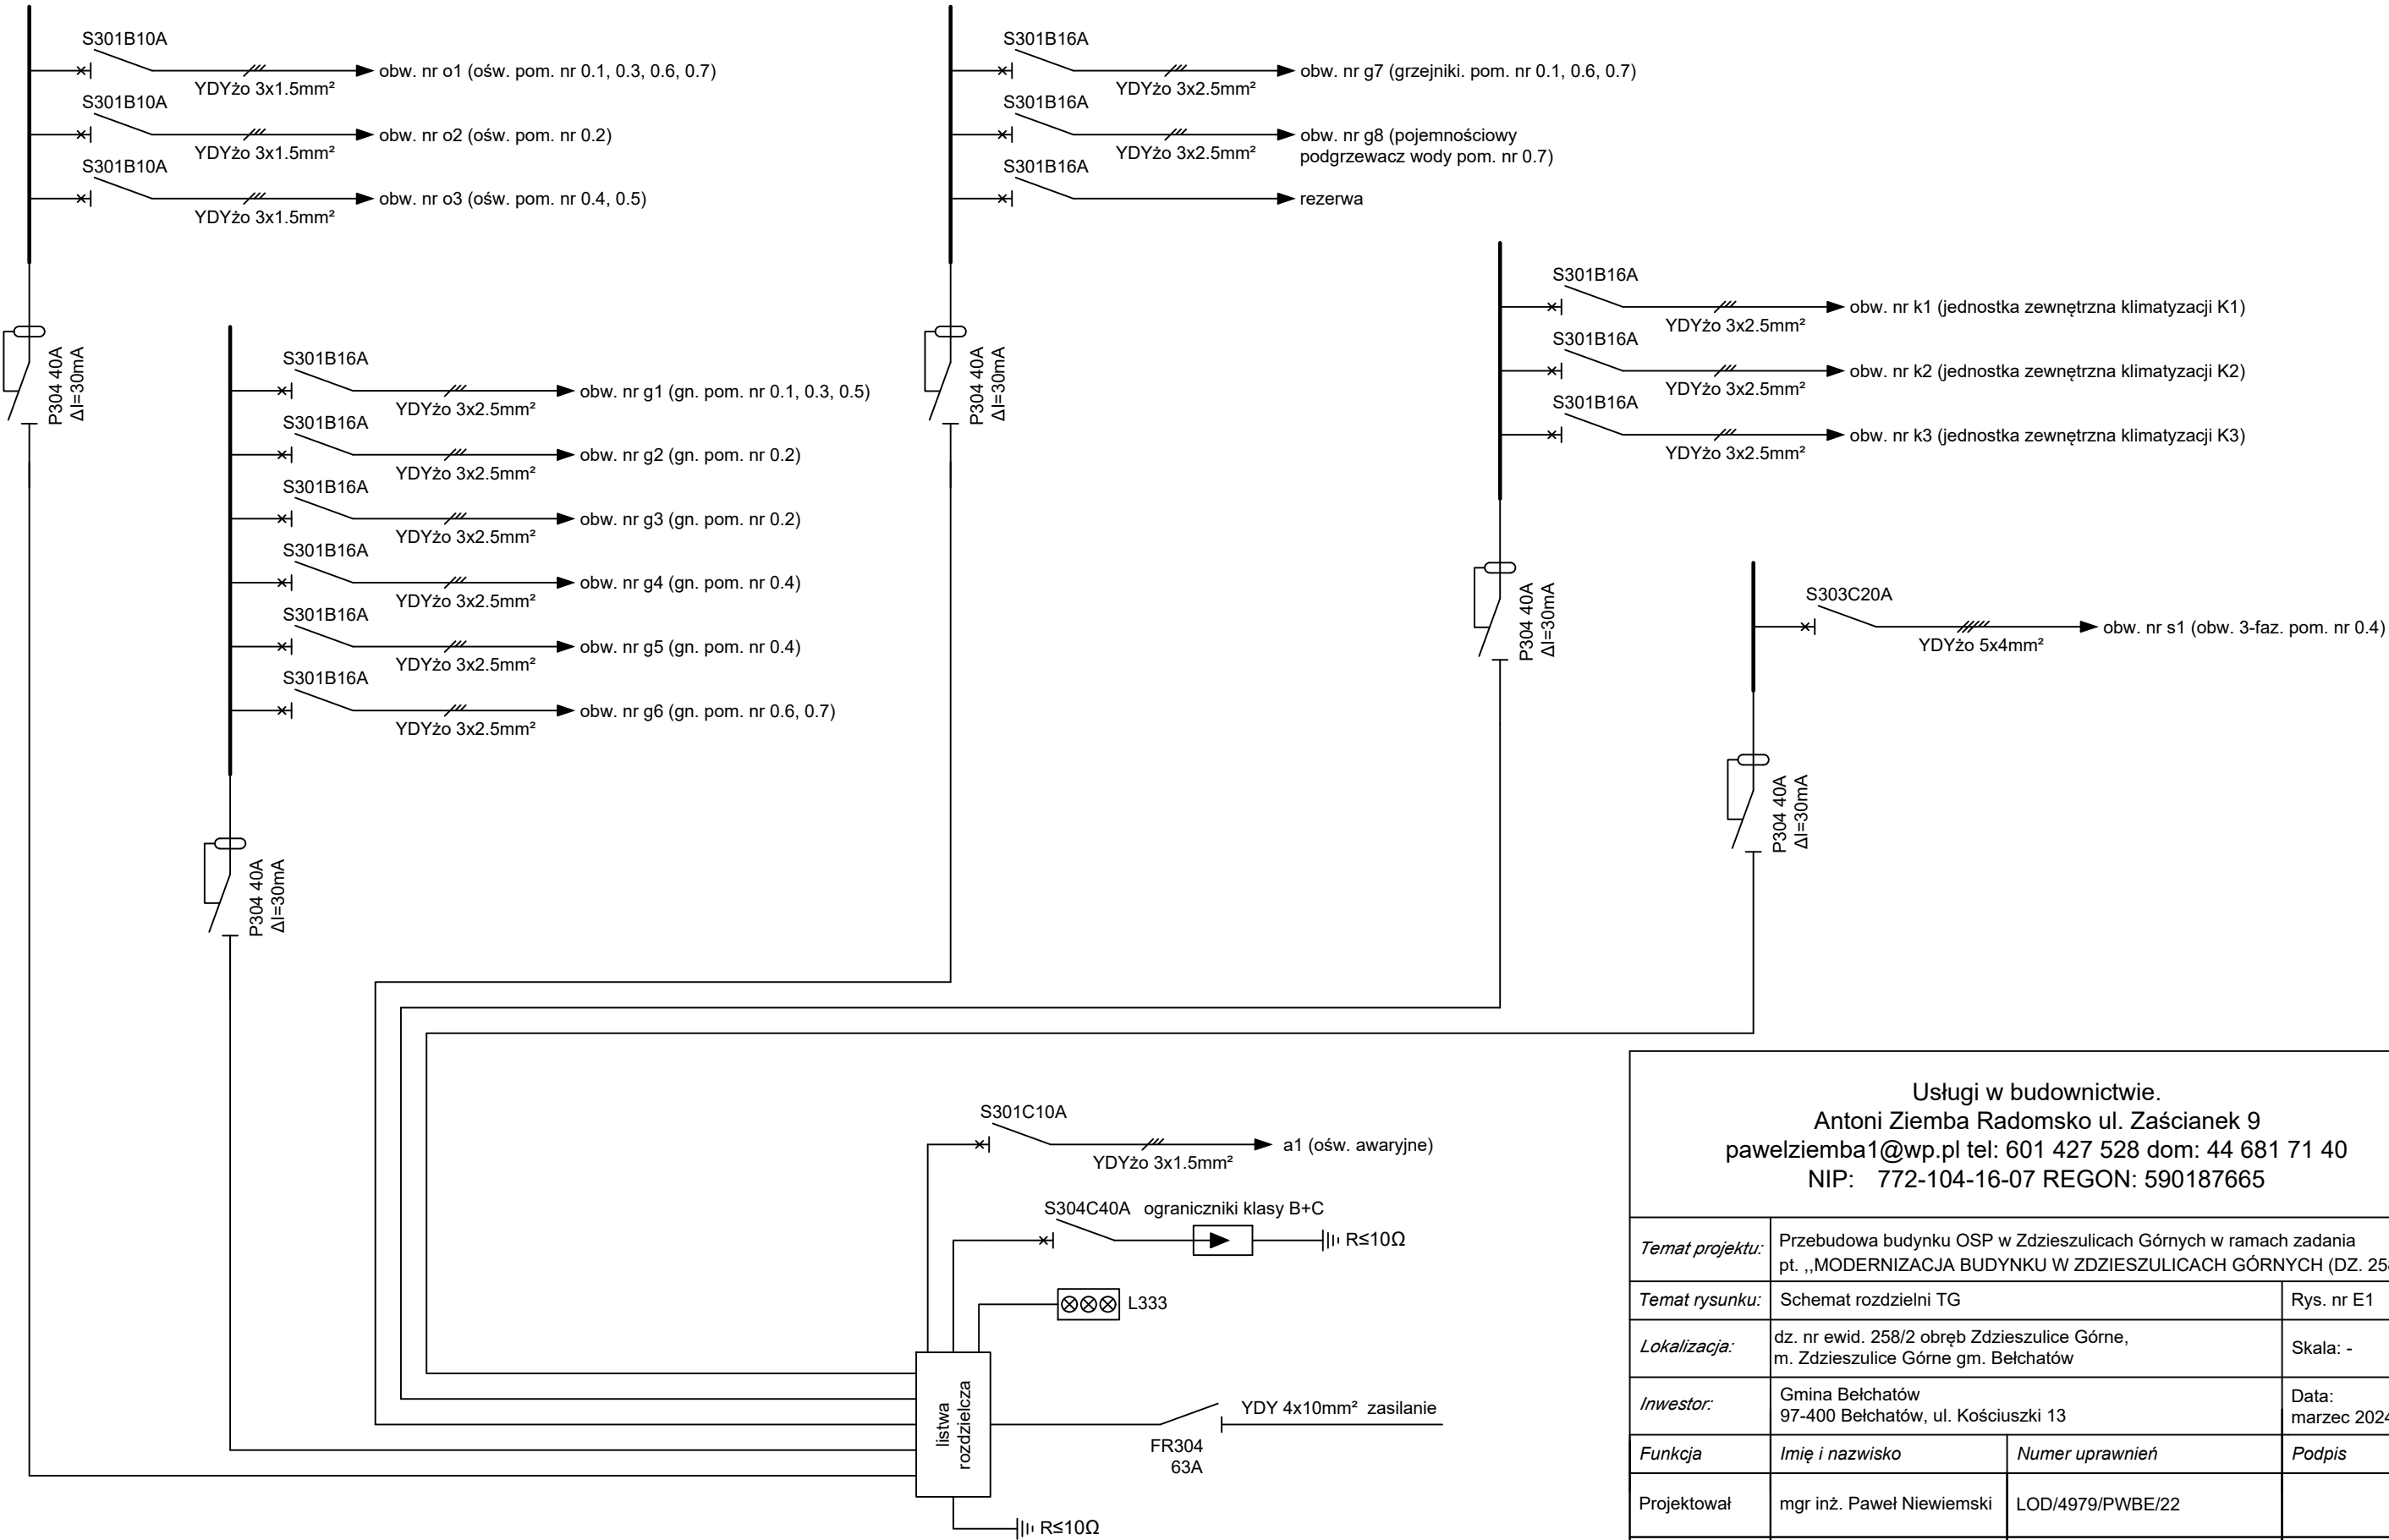 S301B10A
obw. nr o1 (ośw. pom. nr 0.1, 0.3, 0.6, 0.7)
YDYżo 3x1.5mm²
S301B10A
obw. nr o2 (ośw. pom. nr 0.2)
YDYżo 3x1.5mm²
S301B10A
obw. nr o3 (ośw. pom. nr 0.4, 0.5)
YDYżo 3x1.5mm²
P304 40A
ΔI=30mA
S301B16A
obw. nr g1 (gn. pom. nr 0.1, 0.3, 0.5)
YDYżo 3x2.5mm²
S301B16A
obw. nr g2 (gn. pom. nr 0.2)
YDYżo 3x2.5mm²
S301B16A
obw. nr g3 (gn. pom. nr 0.2)
YDYżo 3x2.5mm²
S301B16A
obw. nr g4 (gn. pom. nr 0.4)
YDYżo 3x2.5mm²
S301B16A
obw. nr g5 (gn. pom. nr 0.4)
YDYżo 3x2.5mm²
S301B16A
obw. nr g6 (gn. pom. nr 0.6, 0.7)
YDYżo 3x2.5mm²
P304 40A
ΔI=30mA
S301B16A
obw. nr g7 (grzejniki. pom. nr 0.1, 0.6, 0.7)
YDYżo 3x2.5mm²
S301B16A
obw. nr g8 (pojemnościowy
podgrzewacz wody pom. nr 0.7)
YDYżo 3x2.5mm²
S301B16A
rezerwa
P304 40A
ΔI=30mA
S301B16A
obw. nr k1 (jednostka zewnętrzna klimatyzacji K1)
YDYżo 3x2.5mm²
S301B16A
obw. nr k2 (jednostka zewnętrzna klimatyzacji K2)
YDYżo 3x2.5mm²
S301B16A
obw. nr k3 (jednostka zewnętrzna klimatyzacji K3)
YDYżo 3x2.5mm²
P304 40A
ΔI=30mA
S303C20A
obw. nr s1 (obw. 3-faz. pom. nr 0.4)
YDYżo 5x4mm²
P304 40A
ΔI=30mA
S301C10A
a1 (ośw. awaryjne)
YDYżo 3x1.5mm²
S304C40A ograniczniki klasy B+C
R≤10Ω
L333
listwa
rozdzielcza
YDY 4x10mm² zasilanie
FR304
63A
R≤10Ω
Usługi w budownictwie.
Antoni Ziemba Radomsko ul. Zaścianek 9
pawelziemba1@wp.pl tel: 601 427 528 dom: 44 681 71 40
NIP: 772-104-16-07 REGON: 590187665
Temat projektu: Przebudowa budynku OSP w Zdzieszulicach Górnych w ramach zadania
pt. ,,MODERNIZACJA BUDYNKU W ZDZIESZULICACH GÓRNYCH (DZ. 258
Temat rysunku: Schemat rozdzielni TG Rys. nr E1
Lokalizacja: dz. nr ewid. 258/2 obręb Zdzieszulice Górne,
m. Zdzieszulice Górne gm. Bełchatów
Skala: -
Inwestor: Gmina Bełchatów
97-400 Bełchatów, ul. Kościuszki 13
Data:
marzec 2024
Funkcja Imię i nazwisko Numer uprawnień Podpis
Projektował mgr inż. Paweł Niewiemski LOD/4979/PWBE/22